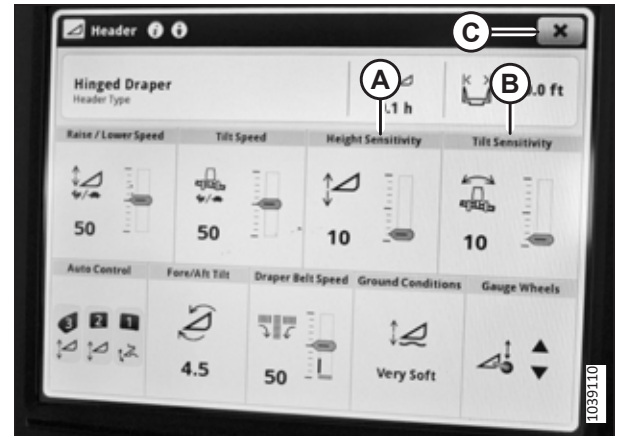 Header i i
C
×
Hinged Draper
Header Type
A
.1 h
B
.0 ft
Raise / Lower Speed
Tilt Speed
Height Sensitivity
Tilt Sensitivity
50
50
10
10
Auto Control
Fore/Aft Tilt
Draper Belt Speed
Ground Conditions
Gauge Wheels
3 2 1
4.5
50
Very Soft
1039110